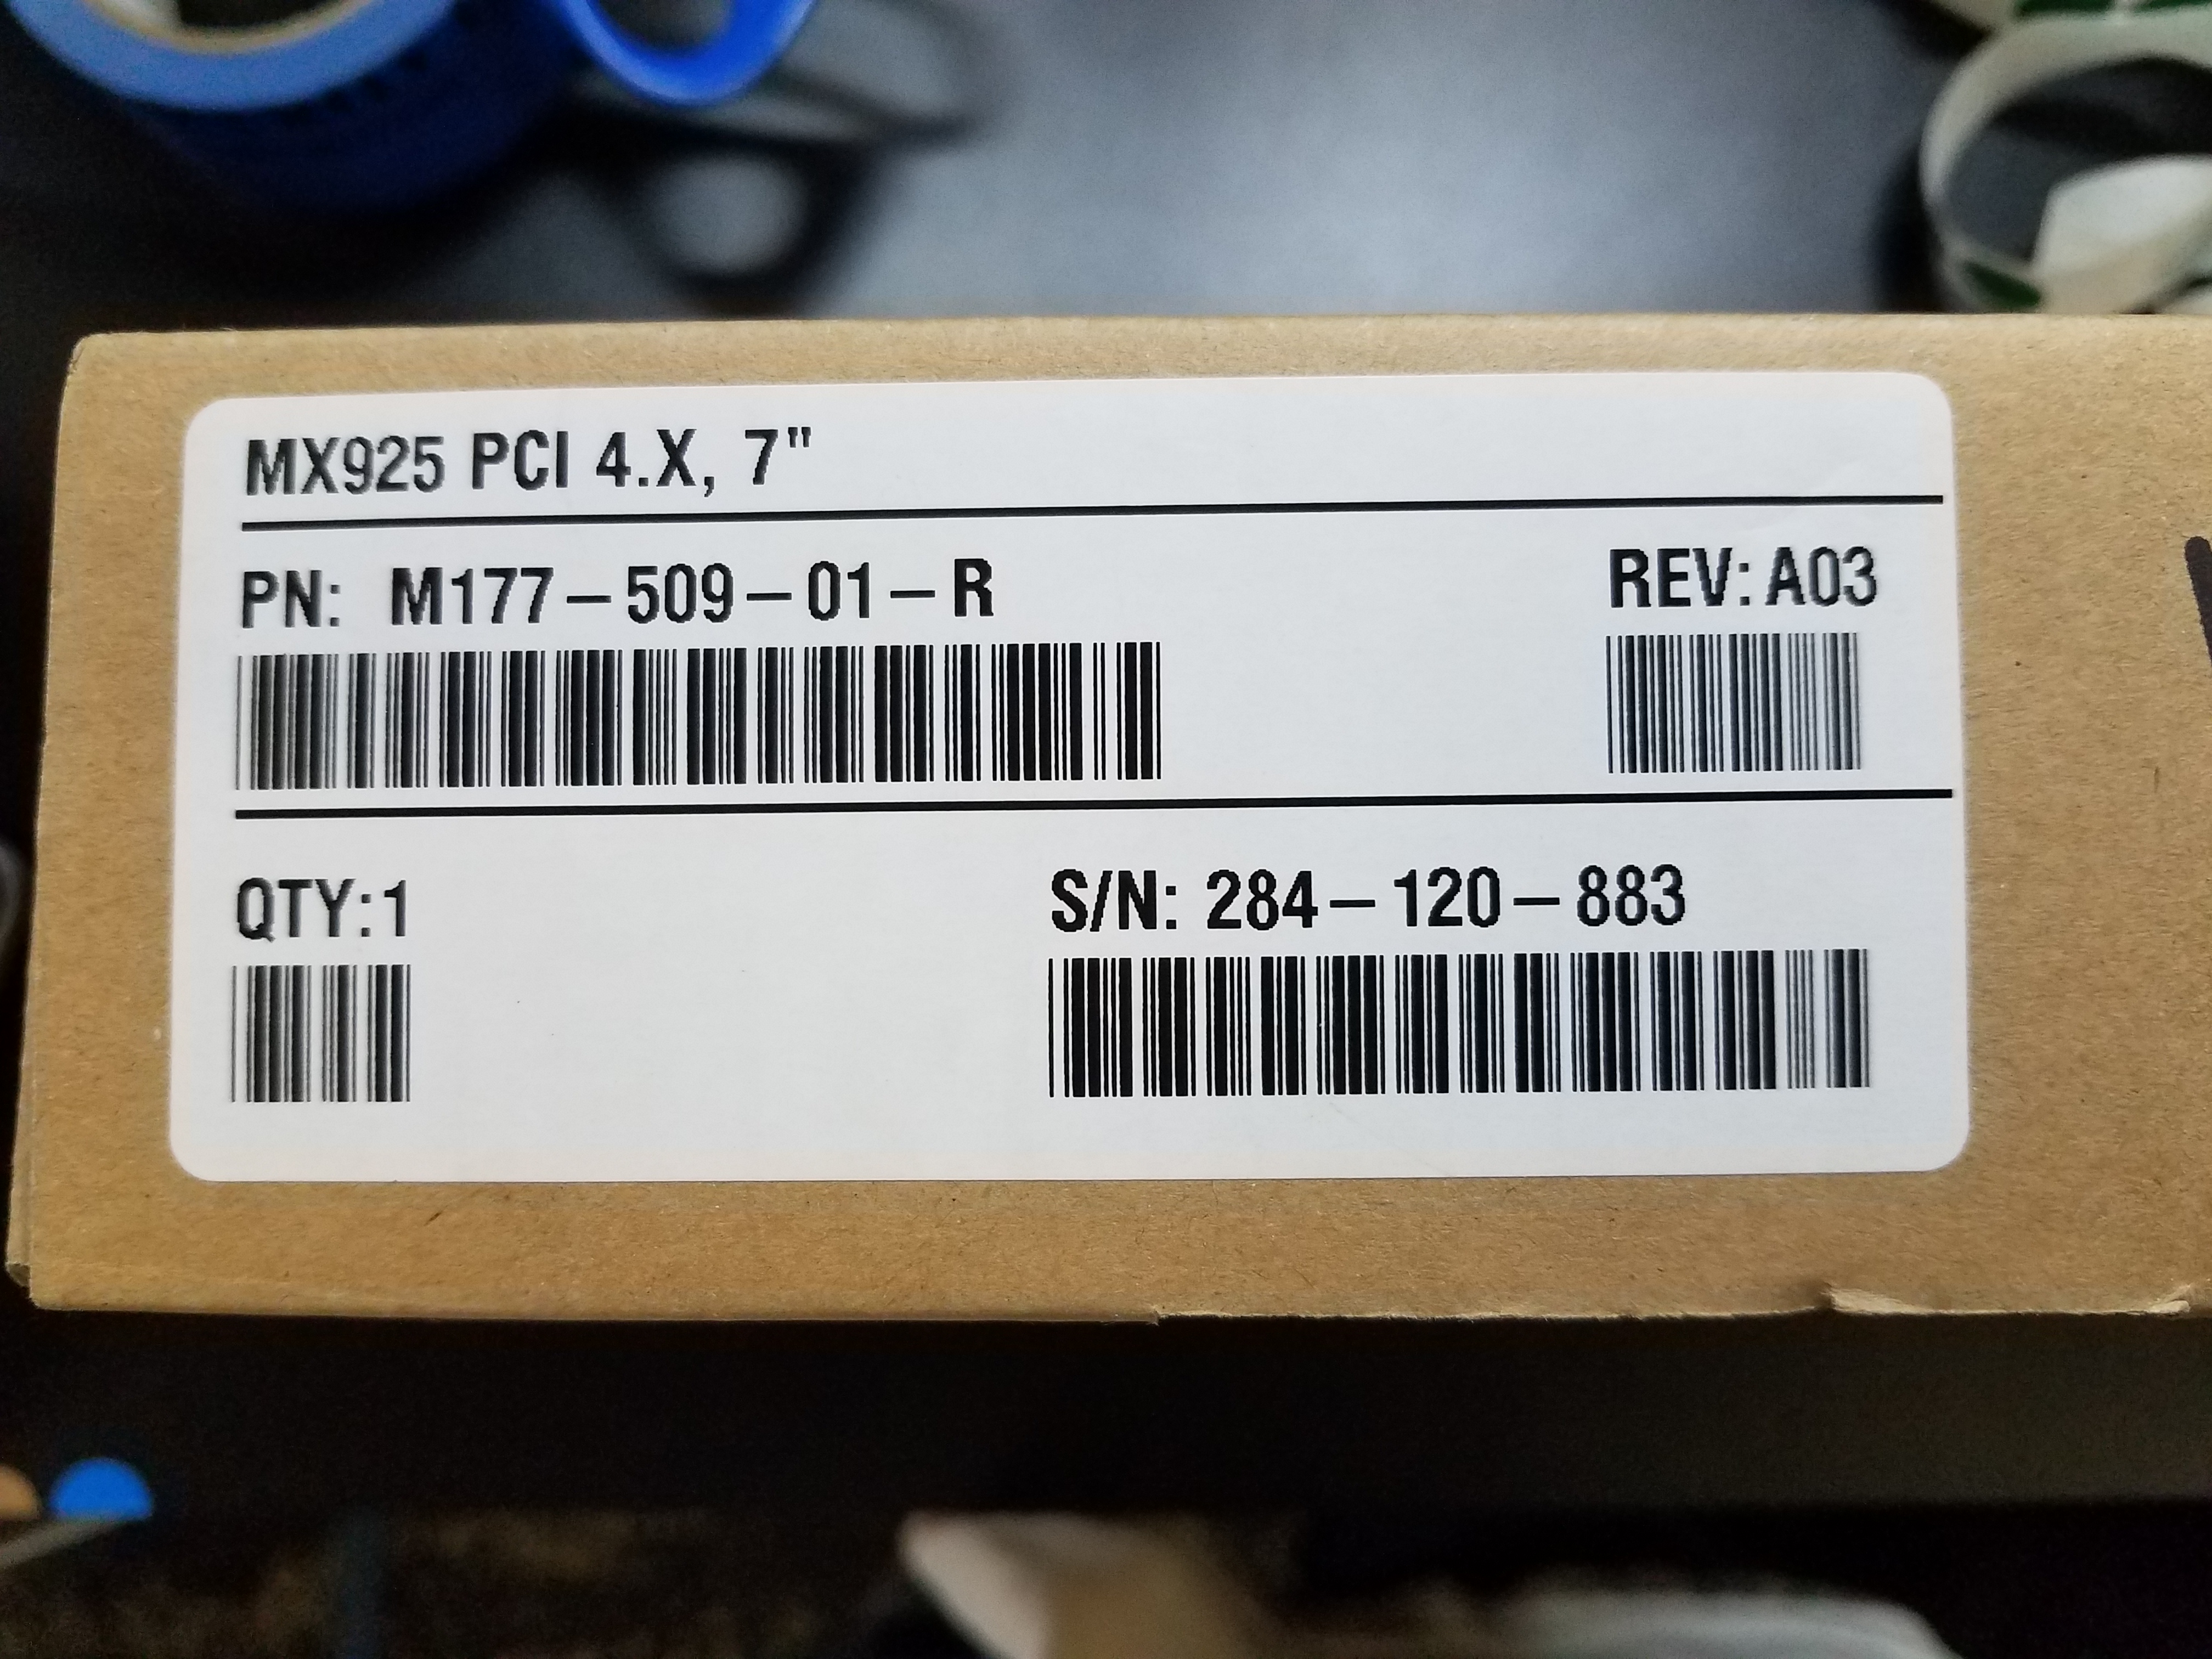 MX925 PCI 4.X, 7"
PN: M177-509-01-R
REV: A03
QTY:1
S/N: 284-120-883